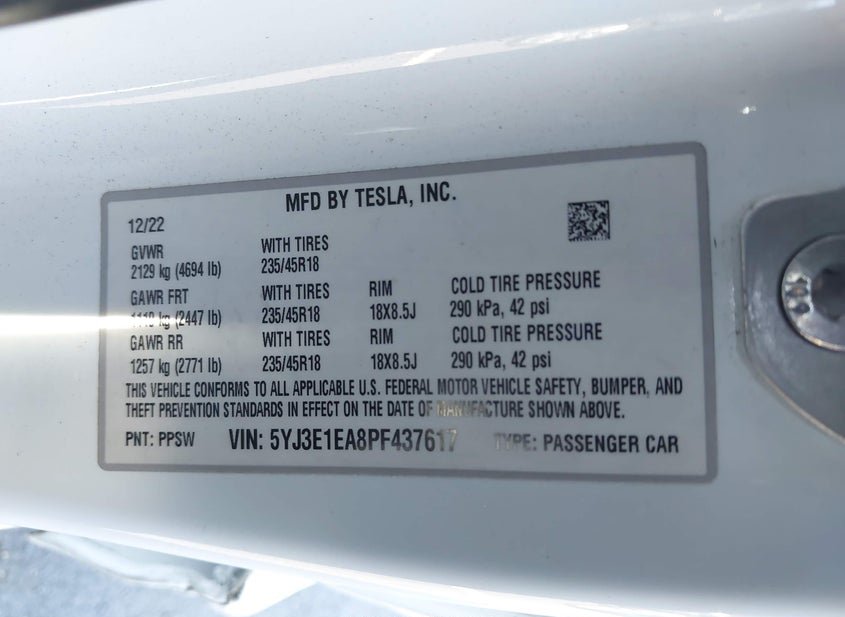 MFD BY TESLA, INC.
12/22
GVWR WITH TIRES
2129 kg (4694 lb) 235/45R18
GAWR FRT WITH TIRES RIM COLD TIRE PRESSURE
kg (2447 lb) 235/45R18 18X8.5J 290 kPa, 42 psi
GAWR RR WITH TIRES RIM COLD TIRE PRESSURE
1257 kg (2771 lb) 235/45R18 18X8.5J 290 kPa, 42 psi
THIS VEHICLE CONFORMS TO ALL APPLICABLE U.S. FEDERAL MOTOR VEHICLE SAFETY, BUMPER, AND
THEFT PREVENTION STANDARDS IN EFFECT ON THE DATE OF MANUFACTURE SHOWN ABOVE.
PNT: PPSW VIN: 5YJ3E1EA8PF437617 TYPE: PASSENGER CAR